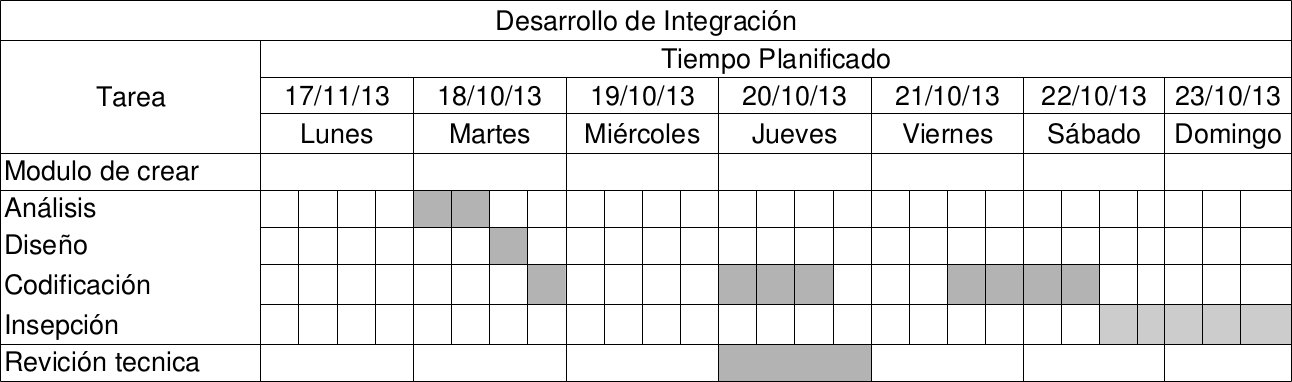 Desarrollo de Integración
Tiempo Planificado
Tarea
17/11/13 18/10/13 19/10/13 20/10/13 21/10/13 22/10/13 23/10/13
Lunes Martes Miércoles Jueves Viernes Sábado Domingo
Modulo de crear
Análisis
Diseño
Codificación
Insepción
Revición tecnica